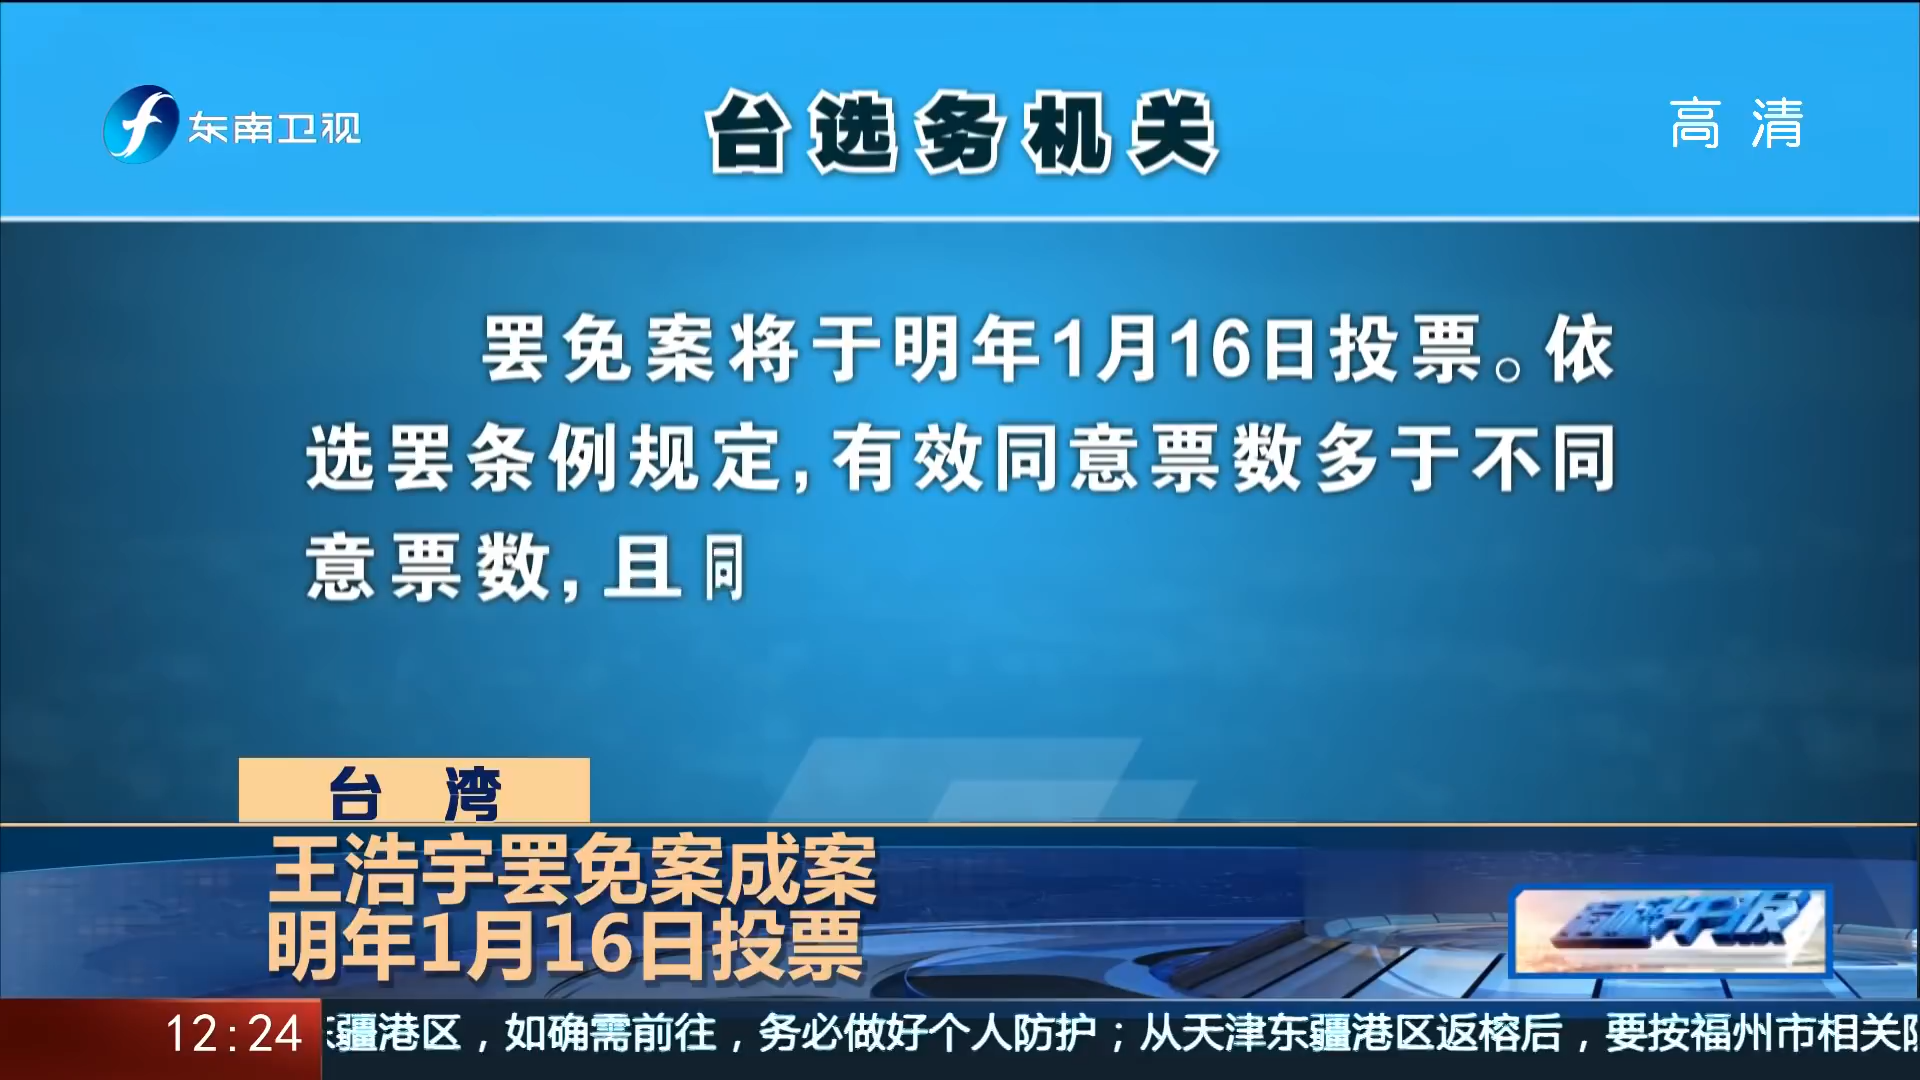 东南卫视
台选务机关
高清
罢免案将于明年1月16日投票。依
选罢条例规定,有效同意票数多于不同
意票数,且同
台湾
王浩宇罢免案成案
明年1月16日投票
12:24
疆港区，如确需前往，务必做好个人防护；从天津东疆港区返榕后，要按福州市相关